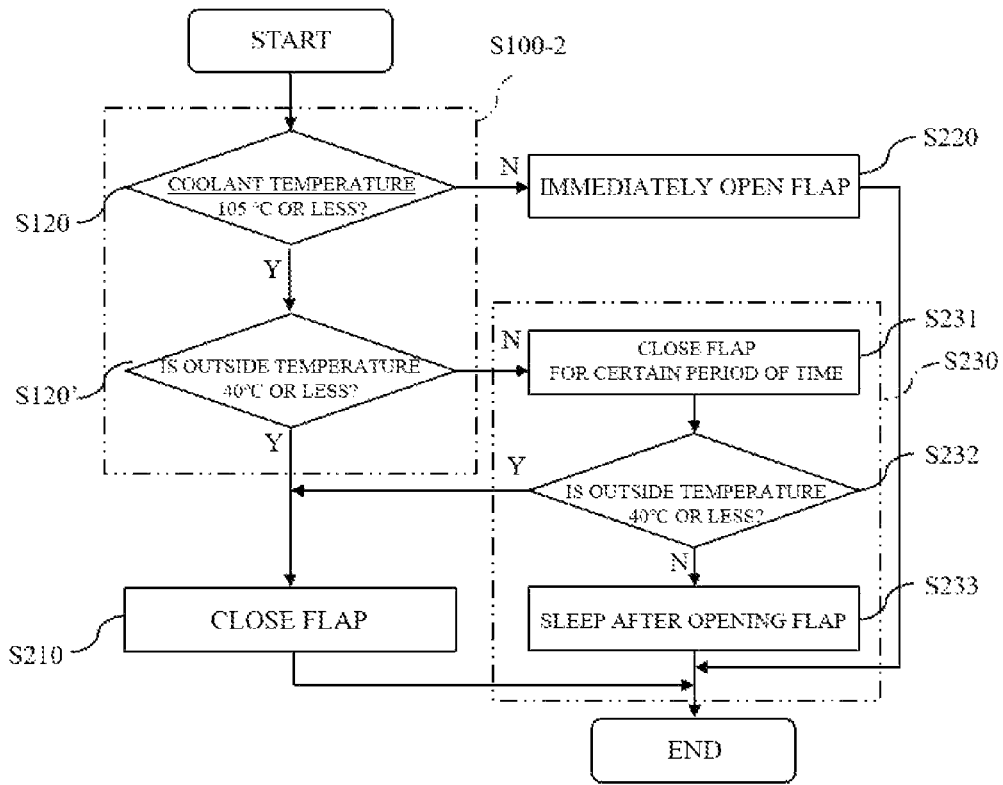 START
S100-2
COOLANT TEMPERATURE
105 °C OR LESS?
S120
N
IMMEDIATELY OPEN FLAP
S220
Y
IS OUTSIDE TEMPERATURE
40°C OR LESS?
S120'
N
CLOSE FLAP
FOR CERTAIN PERIOD OF TIME
S231
S230
Y
Y
IS OUTSIDE TEMPERATURE
40°C OR LESS?
S232
N
CLOSE FLAP
S210
SLEEP AFTER OPENING FLAP
S233
END